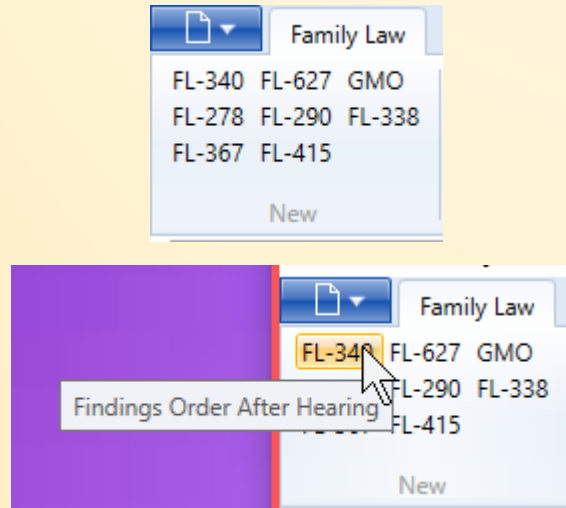 Family Law
FL-340 FL-627 GMO
FL-278 FL-290 FL-338
FL-367 FL-415
New
Family Law
FL-340 FL-627 GMO
Findings Order After Hearing FL-290 FL-338
FL-415
New